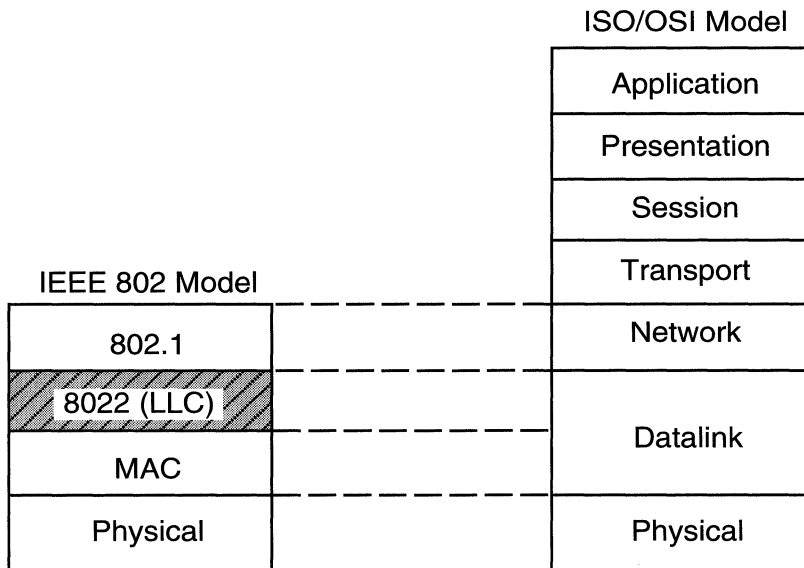 ISO/OSI Model
Application
Presentation
Session
Transport
Network
Datalink
Physical
IEEE 802 Model
802.1
8022 (LLC)
MAC
Physical